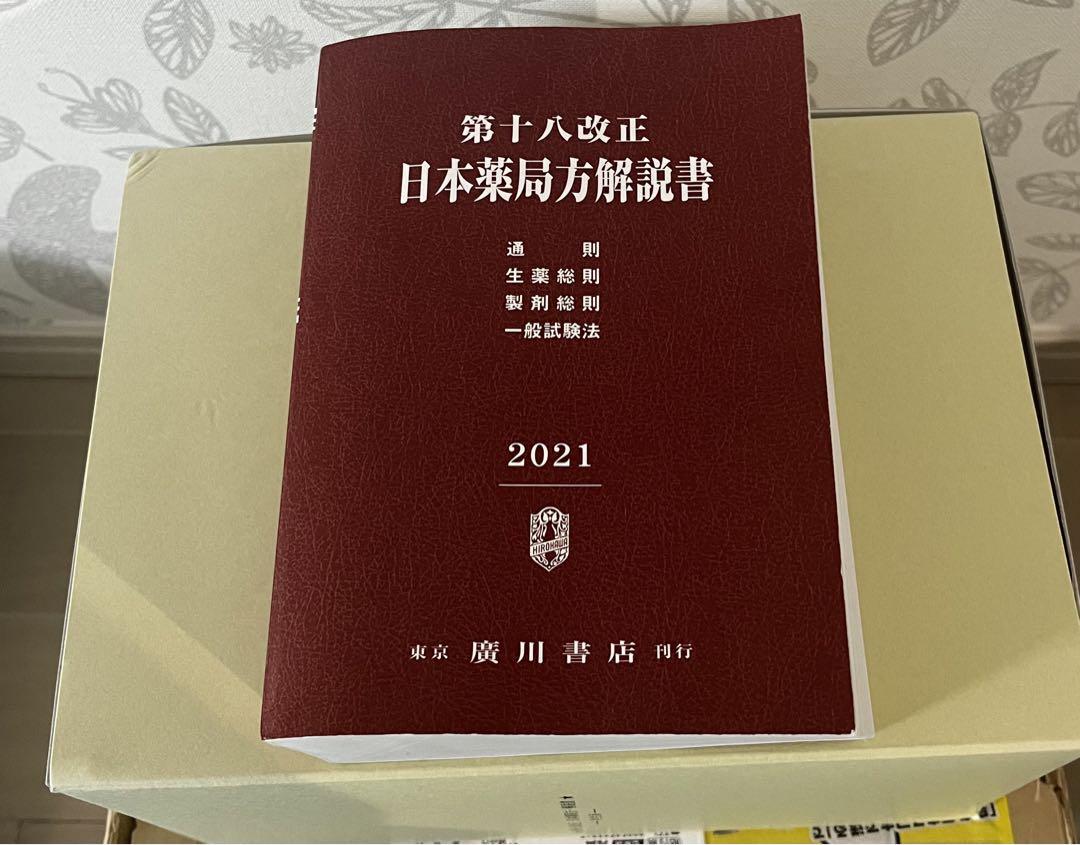 第十八改正
日本薬局方解説書
通則
生薬総則
製剤総則
一般試験法
2021
HIROKAWA
東京 廣川書店 刊行